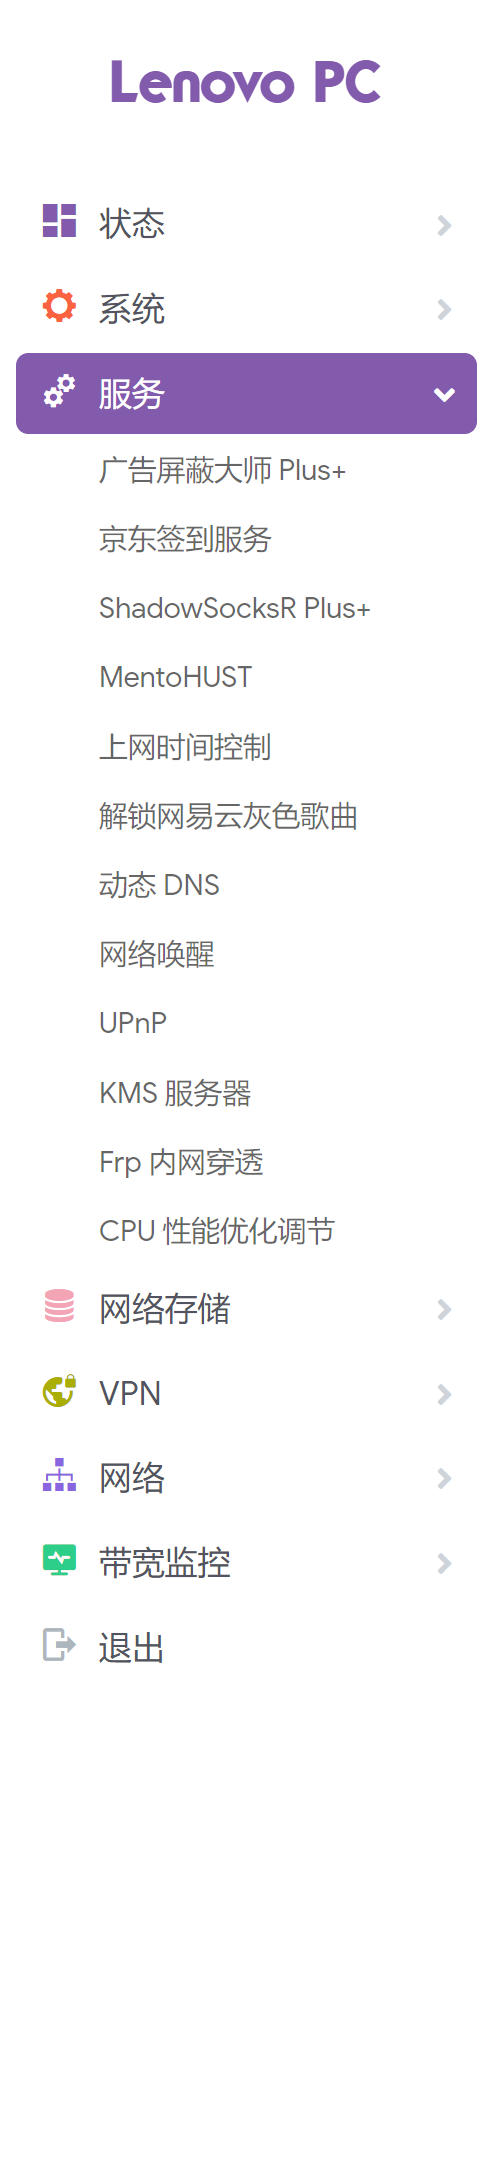 Lenovo PC
状态
系统
服务
广告屏蔽大师 Plus+
京东签到服务
ShadowSocksR Plus+
MentoHUST
上网时间控制
解锁网易云灰色歌曲
动态 DNS
网络唤醒
UPnP
KMS 服务器
Frp 内网穿透
CPU 性能优化调节
网络存储
VPN
网络
带宽监控
退出